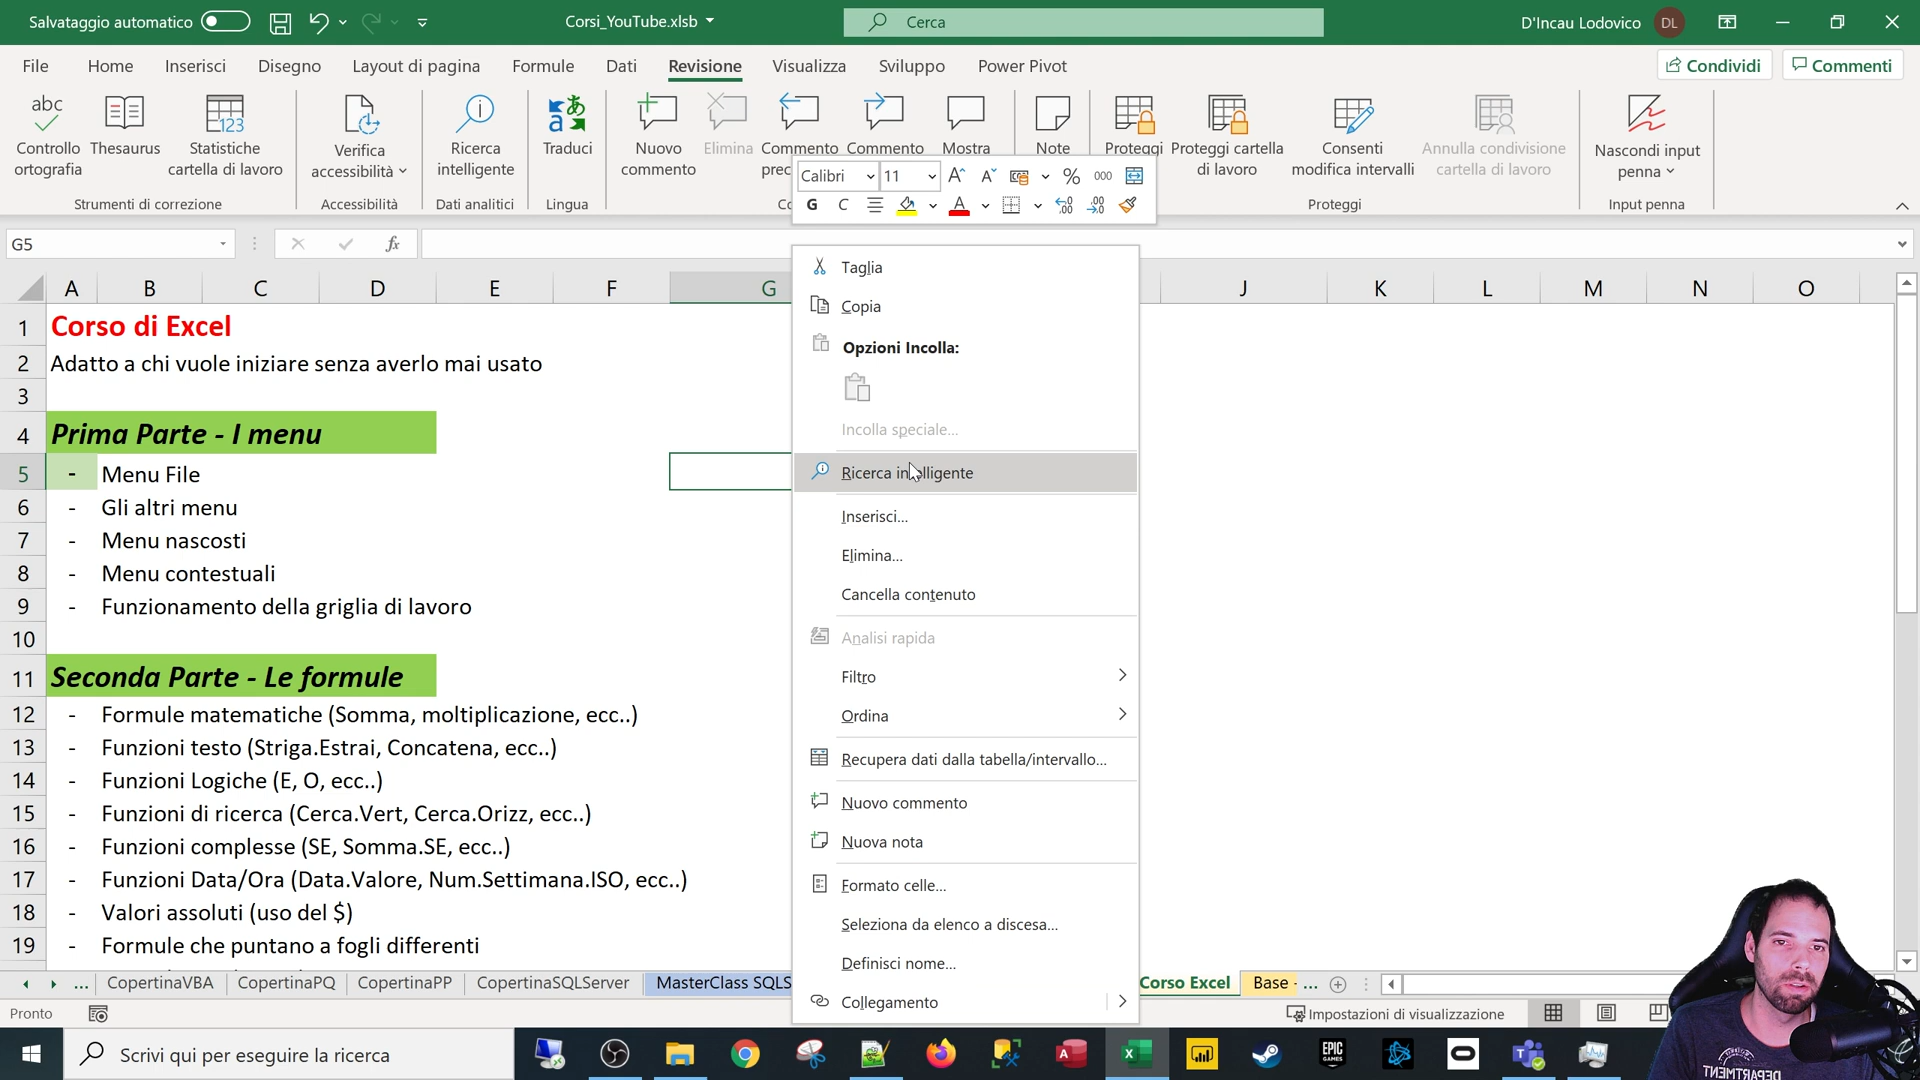 Salvataggio automatico
Corsi_YouTube.xlsb
Cerca
D'Incau Lodovico
DL
File Home Inserisci Disegno Layout di pagina Formule Dati Revisione Visualizza Sviluppo Power Pivot
Condividi
Commenti
Controllo ortografia
Thesaurus
Statistiche cartella di lavoro
Verifica accessibilità
Ricerca intelligente
Traduci
Nuovo commento
Elimina
Commento
Commento
Mostra
Note
Proteggi
Proteggi cartella di lavoro
Consenti modifica intervalli
Annulla condivisione cartella di lavoro
Nascondi input penna
Strumenti di correzione
Accessibilità
Dati analitici
Lingua
Proteggi
Input penna
Calibri 11 A A % 000
G C A
G5
fx
A B C D E F G J K L M N O
1 Corso di Excel
2 Adatto a chi vuole iniziare senza averlo mai usato
3
4 Prima Parte - I menu
5 - Menu File
6 - Gli altri menu
7 - Menu nascosti
8 - Menu contestuali
9 - Funzionamento della griglia di lavoro
10
11 Seconda Parte - Le formule
12 - Formule matematiche (Somma, moltiplicazione, ecc..)
13 - Funzioni testo (Striga.Estrai, Concatena, ecc..)
14 - Funzioni Logiche (E, O, ecc..)
15 - Funzioni di ricerca (Cerca.Vert, Cerca.Orizz, ecc..)
16 - Funzioni complesse (SE, Somma.SE, ecc..)
17 - Funzioni Data/Ora (Data.Valore, Num.Settimana.ISO, ecc..)
18 - Valori assoluti (uso del $)
19 - Formule che puntano a fogli differenti
Taglia
Copia
Opzioni Incolla:
Incolla speciale...
Ricerca intelligente
Inserisci...
Elimina...
Cancella contenuto
Analisi rapida
Filtro
Ordina
Recupera dati dalla tabella/intervallo...
Nuovo commento
Nuova nota
Formato celle...
Seleziona da elenco a discesa...
Definisci nome...
Collegamento
... CopertinaVBA CopertinaPQ CopertinaPP CopertinaSQLServer MasterClass SQLS Corso Excel Base - ...
Pronto
Impostazioni di visualizzazione
Scrivi qui per eseguire la ricerca
EPIC GAMES